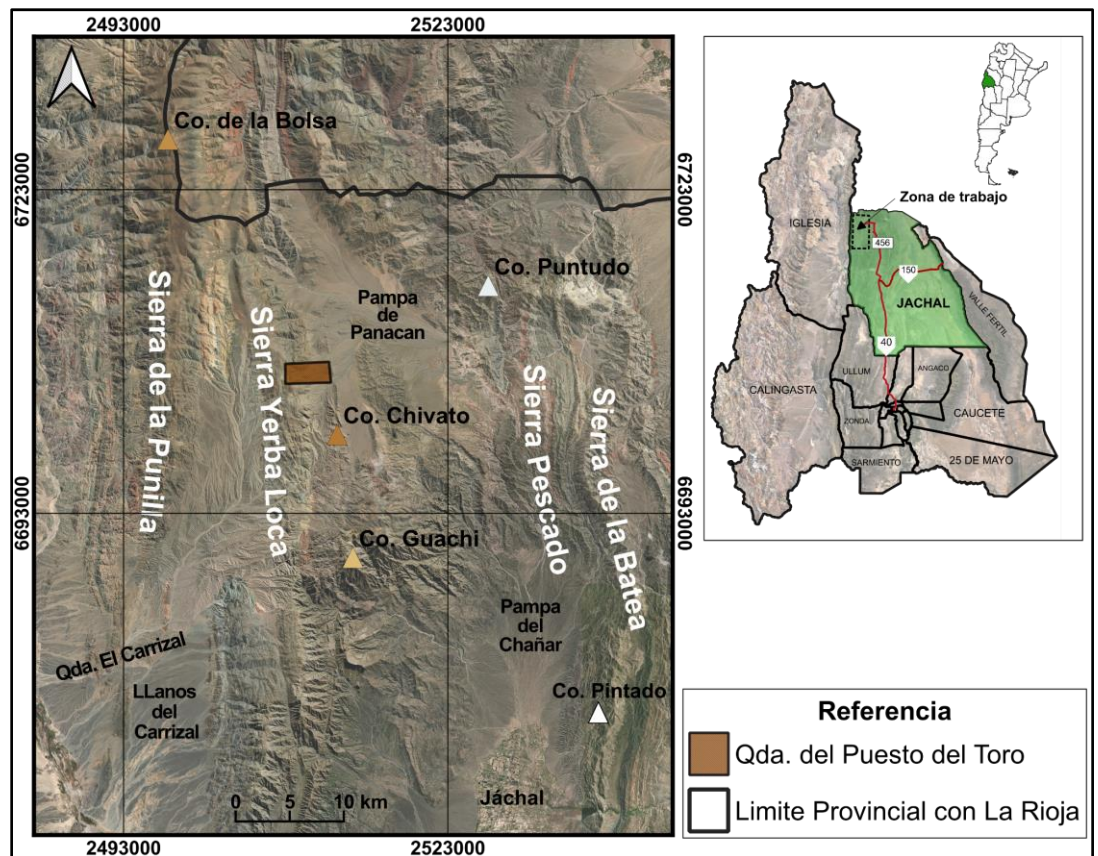 2493000
2523000
Co. de la Bolsa
6723000
6723000
Co. Puntudo
Pampa
de
Panacan
Sierra de la Punilla
Sierra Yerba Loca
Co. Chivato
Sierra Pescado
Sierra de la Batea
6693000
6693000
Co. Guachi
Pampa
del
Chañar
Qda. El Carrizal
LLanos
del
Carrizal
Co. Pintado
0 5 10 km
Jáchal
2493000
2523000
Zona de trabajo
IGLESIA
456
150
JACHAL
VALLE FERTIL
40
ULLUM
ANGACO
CALINGASTA
ZONDA
CAUCETE
SARMIENTO
25 DE MAYO
Referencia
Qda. del Puesto del Toro
Limite Provincial con La Rioja